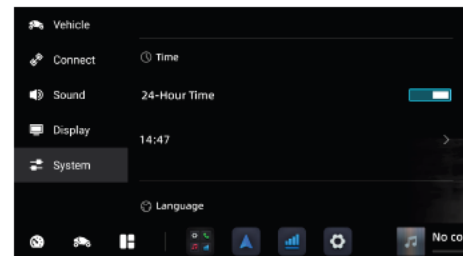 Vehicle
Connect
Time
Sound
24-Hour Time
Display
14:47
System
Language
No co